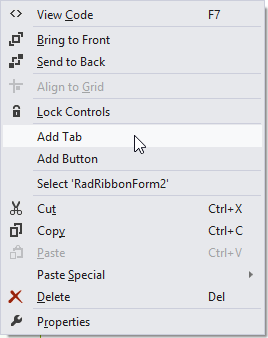 View Code F7
Bring to Front
Send to Back
Align to Grid
Lock Controls
Add Tab
Add Button
Select 'RadRibbonForm2'
Cut Ctrl+X
Copy Ctrl+C
Paste Ctrl+V
Paste Special
Delete Del
Properties